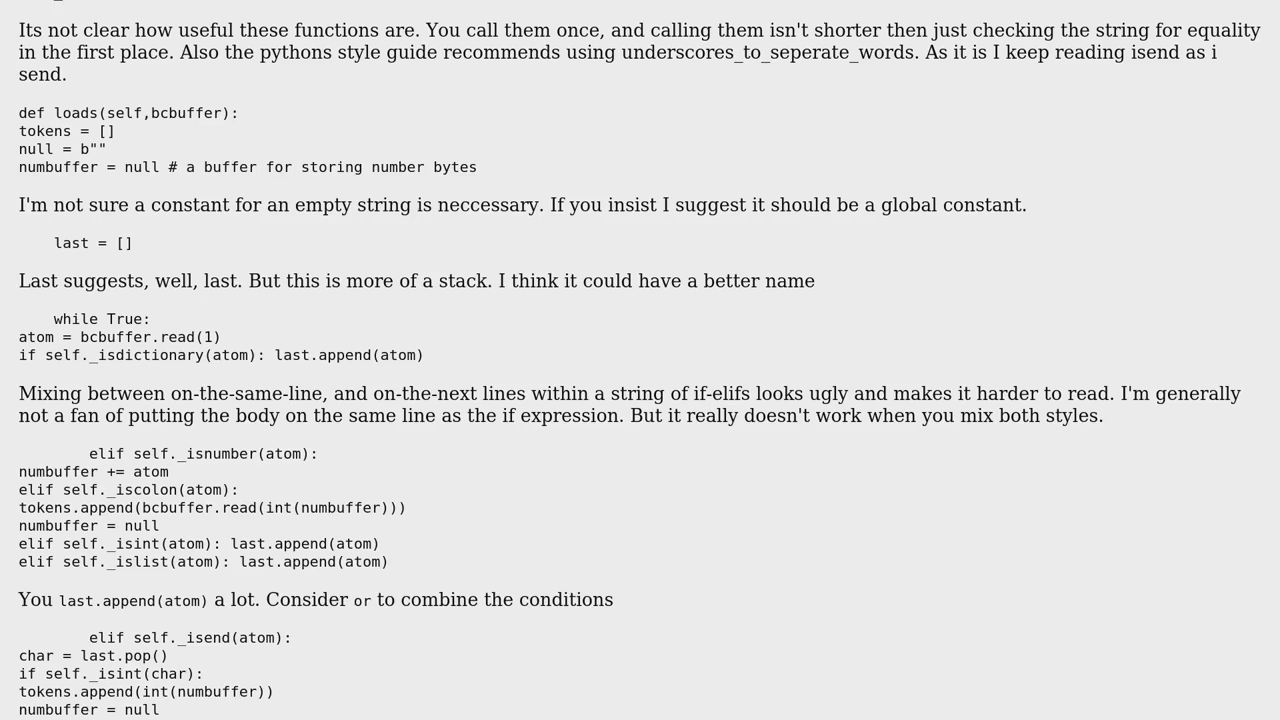 Its not clear how useful these functions are. You call them once, and calling them isn't shorter then just checking the string for equality
in the first place. Also the pythons style guide recommends using underscores_to_seperate_words. As it is I keep reading isend as i
send.
def loads(self,bcbuffer):
tokens = []
null = b""
numbuffer = null # a buffer for storing number bytes
I'm not sure a constant for an empty string is neccessary. If you insist I suggest it should be a global constant.
    last = []
Last suggests, well, last. But this is more of a stack. I think it could have a better name
    while True:
atom = bcbuffer.read(1)
if self._isdictionary(atom): last.append(atom)
Mixing between on-the-same-line, and on-the-next lines within a string of if-elifs looks ugly and makes it harder to read. I'm generally
not a fan of putting the body on the same line as the if expression. But it really doesn't work when you mix both styles.
        elif self._isnumber(atom):
numbuffer += atom
elif self._iscolon(atom):
tokens.append(bcbuffer.read(int(numbuffer)))
numbuffer = null
elif self._isint(atom): last.append(atom)
elif self._islist(atom): last.append(atom)
You last.append(atom) a lot. Consider or to combine the conditions
        elif self._isend(atom):
char = last.pop()
if self._isint(char):
tokens.append(int(numbuffer))
numbuffer = null